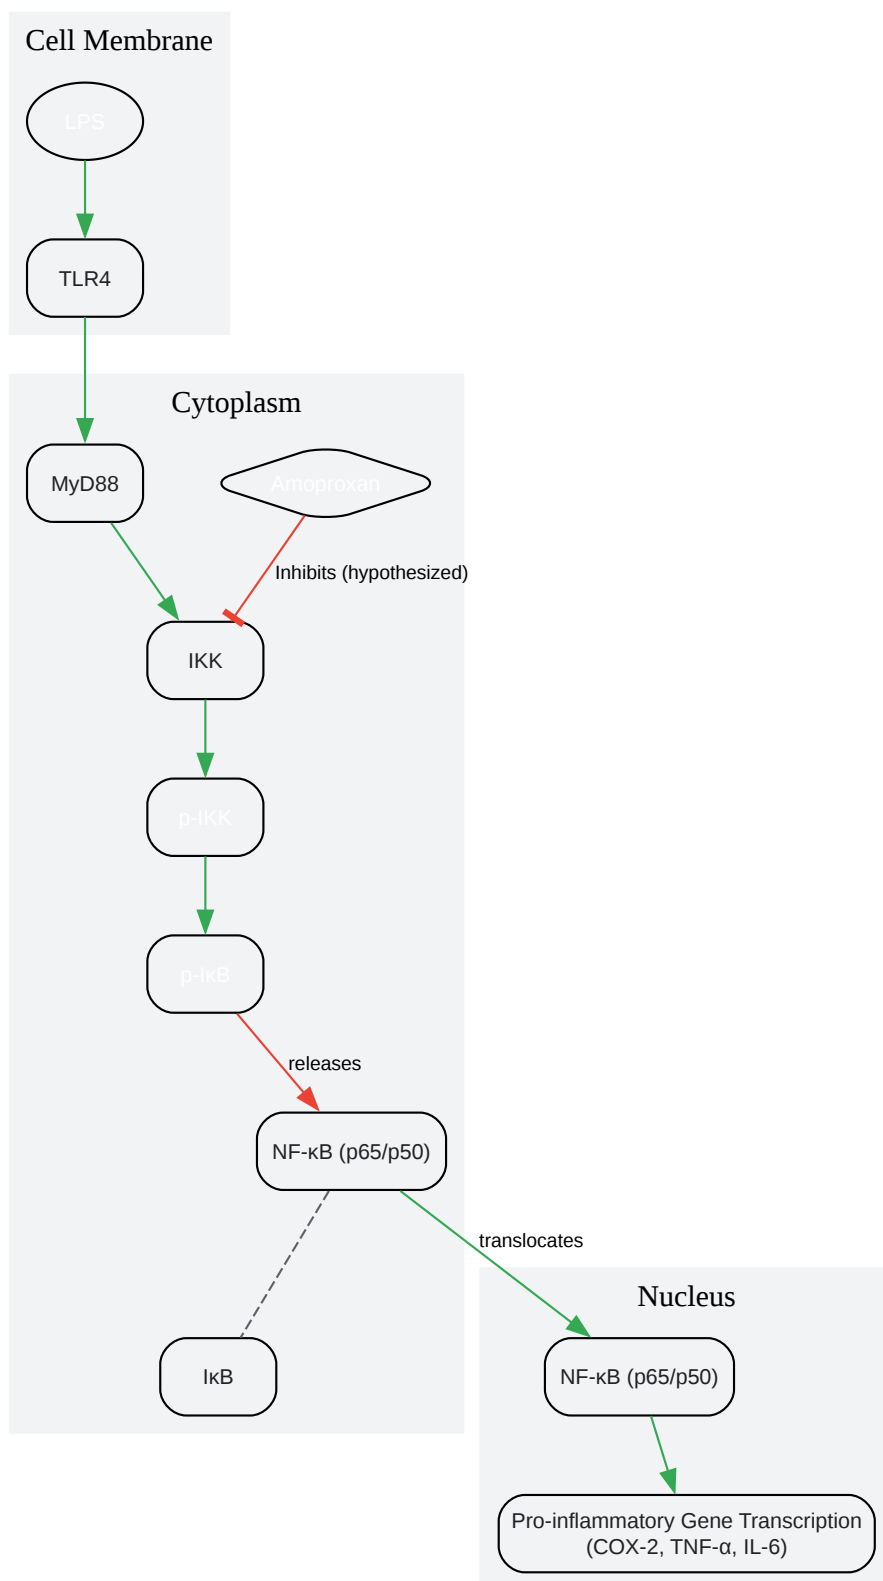 Cell Membrane
LPS
TLR4
Cytoplasm
MyD88
Amoproxan
Inhibits (hypothesized)
IKK
p-IKK
p-IκB
releases
NF-κB (p65/p50)
translocates
IκB
Nucleus
NF-κB (p65/p50)
Pro-inflammatory Gene Transcription
(COX-2, TNF-α, IL-6)